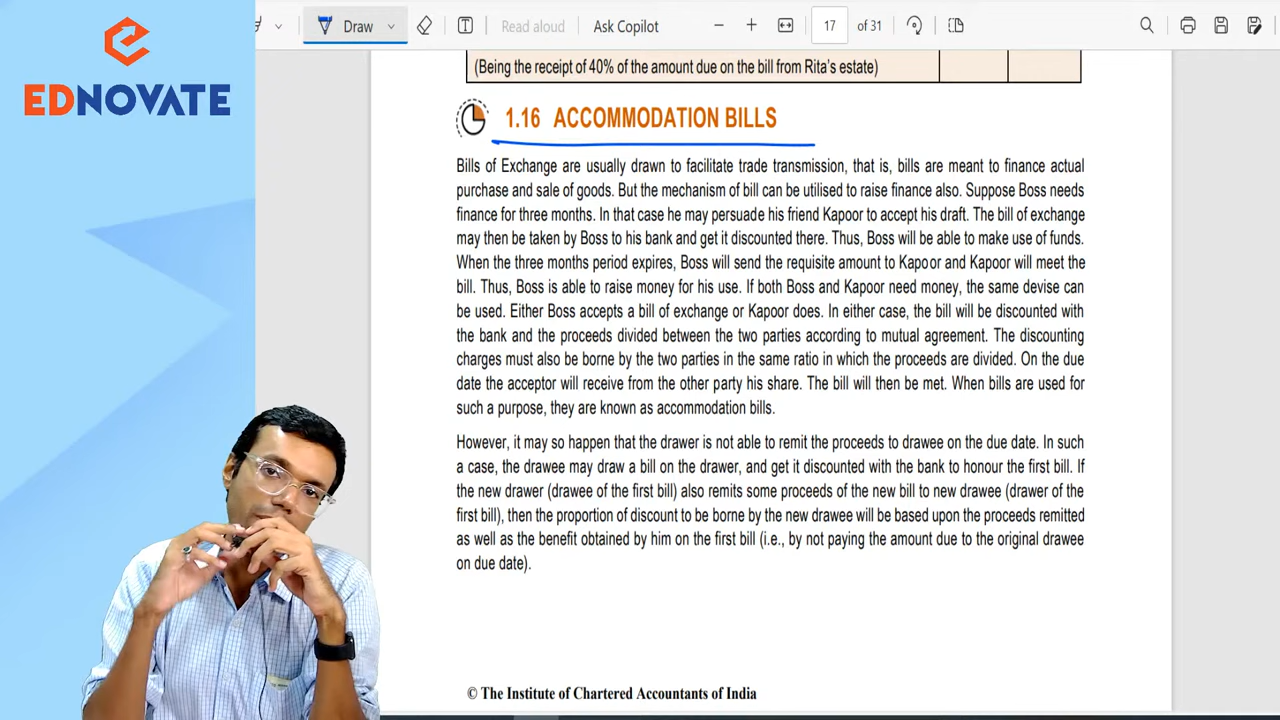 EDNOVATE
Draw
Read aloud
Ask Copilot
17
of 31
(Being the receipt of 40% of the amount due on the bill from Rita's estate)
1.16 ACCOMMODATION BILLS
Bills of Exchange are usually drawn to facilitate trade transmission, that is, bills are meant to finance actual
purchase and sale of goods. But the mechanism of bill can be utilised to raise finance also. Suppose Boss needs
finance for three months. In that case he may persuade his friend Kapoor to accept his draft. The bill of exchange
may then be taken by Boss to his bank and get it discounted there. Thus, Boss will be able to make use of funds.
When the three months period expires, Boss will send the requisite amount to Kapoor and Kapoor will meet the
bill. Thus, Boss is able to raise money for his use. If both Boss and Kapoor need money, the same devise can
be used. Either Boss accepts a bill of exchange or Kapoor does. In either case, the bill will be discounted with
the bank and the proceeds divided between the two parties according to mutual agreement. The discounting
charges must also be borne by the two parties in the same ratio in which the proceeds are divided. On the due
date the acceptor will receive from the other party his share. The bill will then be met. When bills are used for
such a purpose, they are known as accommodation bills.
However, it may so happen that the drawer is not able to remit the proceeds to drawee on the due date. In such
a case, the drawee may draw a bill on the drawer, and get it discounted with the bank to honour the first bill. If
the new drawer (drawee of the first bill) also remits some proceeds of the new bill to new drawee (drawer of the
first bill), then the proportion of discount to be borne by the new drawee will be based upon the proceeds remitted
as well as the benefit obtained by him on the first bill (i.e., by not paying the amount due to the original drawee
on due date).
© The Institute of Chartered Accountants of India